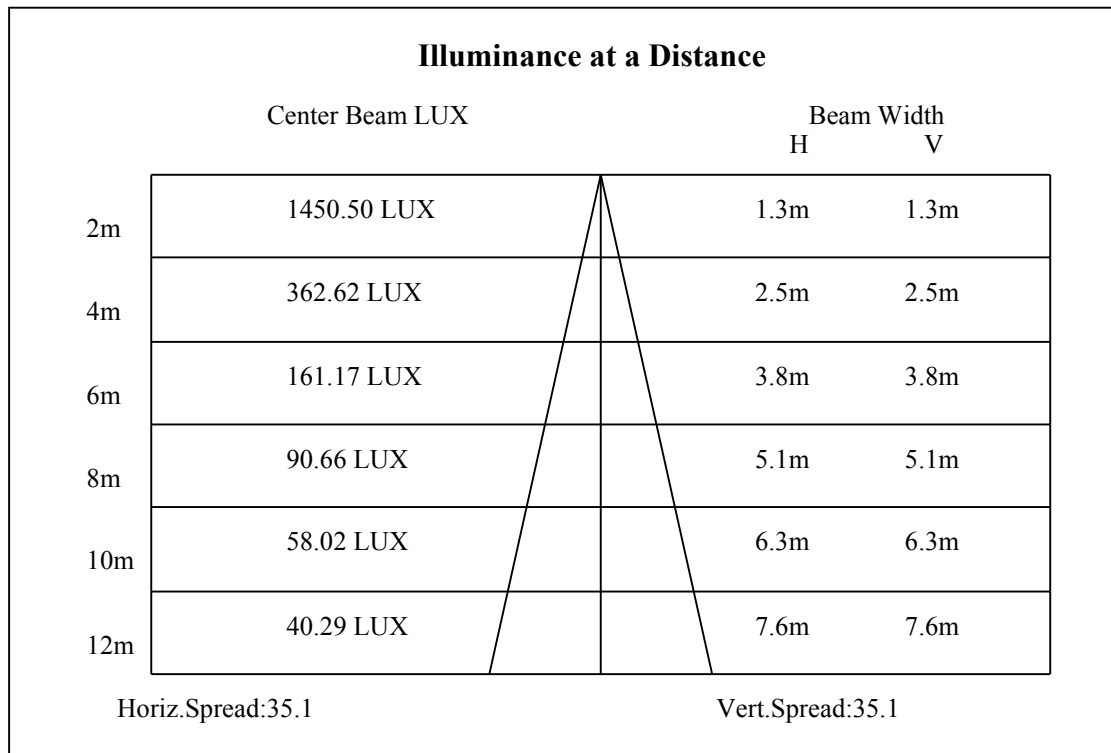 Illuminance at a Distance
Center Beam LUX Beam Width
H V
2m 1450.50 LUX 1.3m 1.3m
4m 362.62 LUX 2.5m 2.5m
6m 161.17 LUX 3.8m 3.8m
8m 90.66 LUX 5.1m 5.1m
10m 58.02 LUX 6.3m 6.3m
12m 40.29 LUX 7.6m 7.6m
Horiz.Spread:35.1 Vert.Spread:35.1